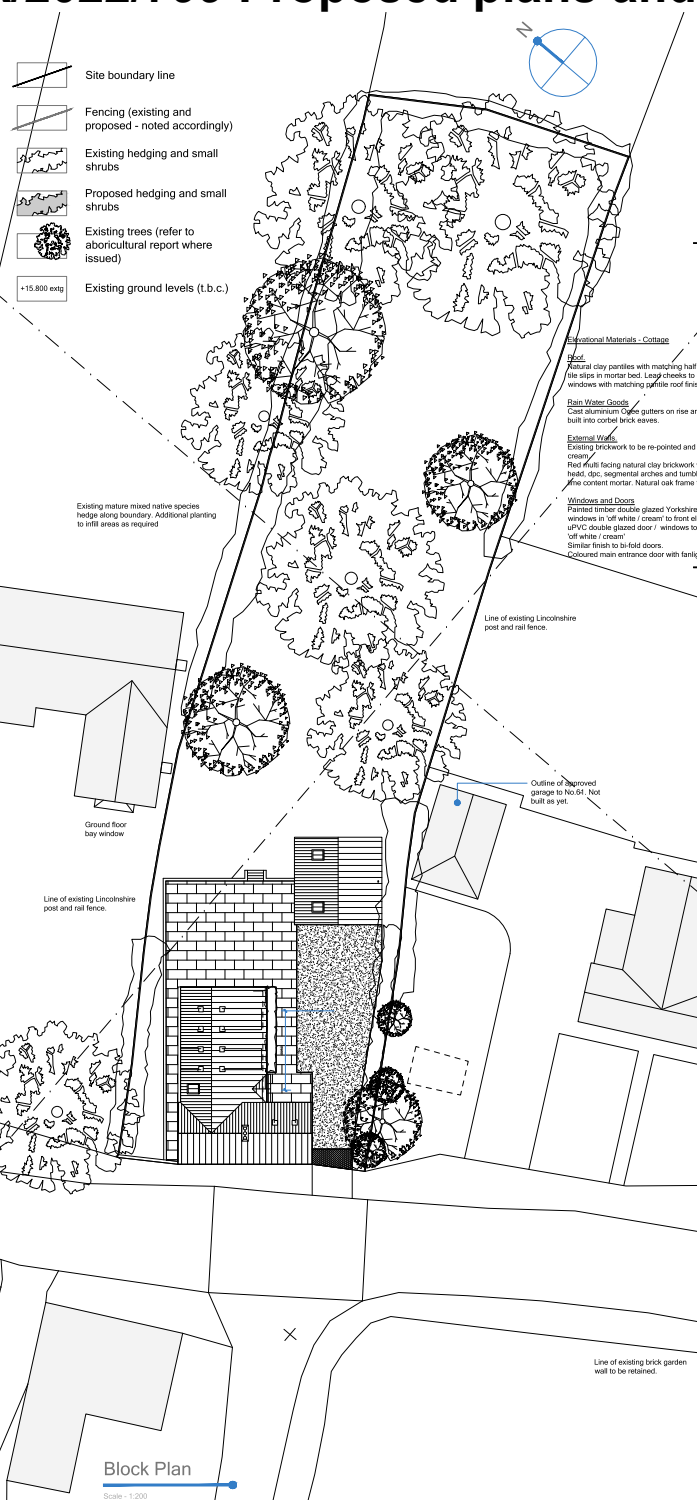 /2022/760 Proposed plans and
N
Site boundary line
Fencing (existing and
proposed - noted accordingly)
Existing hedging and small
shrubs
Proposed hedging and small
shrubs
Existing trees (refer to
aboricultural report where
issued)
+15.800 extg
Existing ground levels (t.b.c.)
Elevational Materials - Cottage
Roof.
Natural clay pantiles with matching half
tile slips in mortar bed. Lead cheeks to
windows with matching pantile roof finis
Rain Water Goods
Cast aluminium Ogee gutters on rise an
built into corbel brick eaves.
External Walls.
Existing brickwork to be re-pointed and
cream.
Red multi facing natural clay brickwork
head, dpc, segmental arches and tumbl
lime content mortar. Natural oak frame
Windows and Doors
Painted timber double glazed Yorkshire
windows in 'off white / cream' to front el
uPVC double glazed door / windows to
'off white / cream'
Similar finish to bi-fold doors.
Coloured main entrance door with fanlig
Existing mature mixed native species
hedge along boundary. Additional planting
to infill areas as required
Line of existing Lincolnshire
post and rail fence.
Outline of approved
garage to No.61. Not
built as yet.
Ground floor
bay window
Line of existing Lincolnshire
post and rail fence.
Line of existing brick garden
wall to be retained.
Block Plan
Scale - 1:200